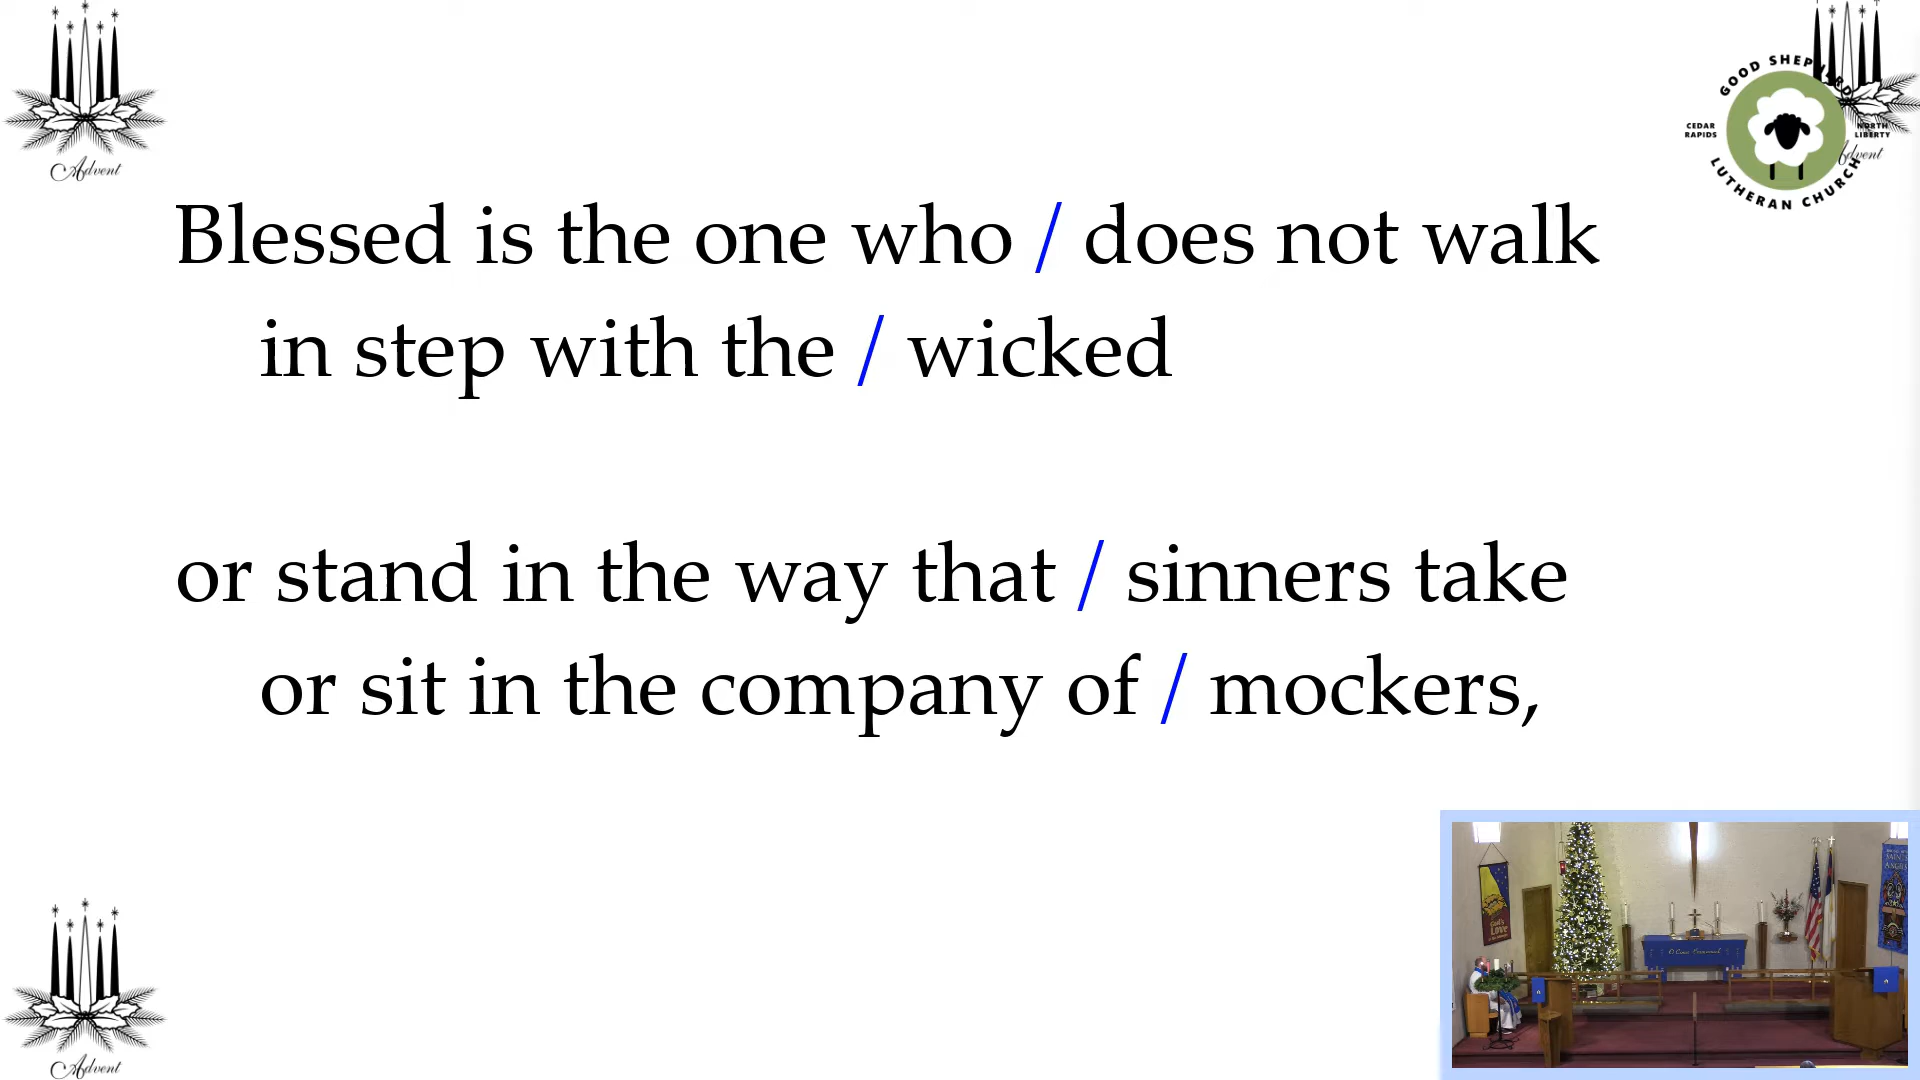 Advent
GOOD SHEPHERD
CEDAR RAPIDS
NORTH LIBERTY
LUTHERAN CHURCH
Advent
Blessed is the one who / does not walk
in step with the / wicked
or stand in the way that / sinners take
or sit in the company of / mockers,
God's
Love
Advent